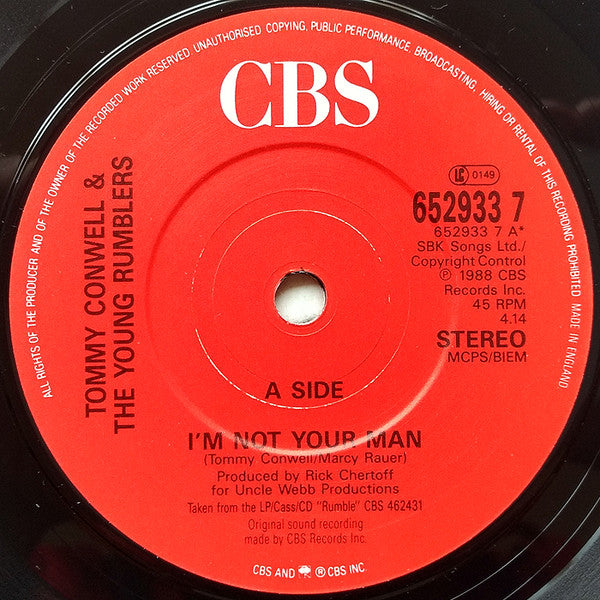 ALL RIGHTS OF THE PRODUCER AND OF THE OWNER OF THE RECORDED WORK RESERVED. UNAUTHORISED COPYING, PUBLIC PERFORMANCE, BROADCASTING, HIRING OR RENTAL OF THIS RECORDING PROHIBITED. MADE IN ENGLAND
CBS
TOMMY CONWELL &
THE YOUNG RUMBLERS
LC 0149
652933 7
652933 7 A*
SBK Songs Ltd./
Copyright Control
℗ 1988 CBS
Records Inc.
45 RPM
4.14
STEREO
MCPS/BIEM
A SIDE
I'M NOT YOUR MAN
(Tommy Conwell/Marcy Rauer)
Produced by Rick Chertoff
for Uncle Webb Productions
Taken from the LP/Cass/CD "Rumble" CBS 462431
Original sound recording
made by CBS Records Inc.
CBS AND ® CBS INC.